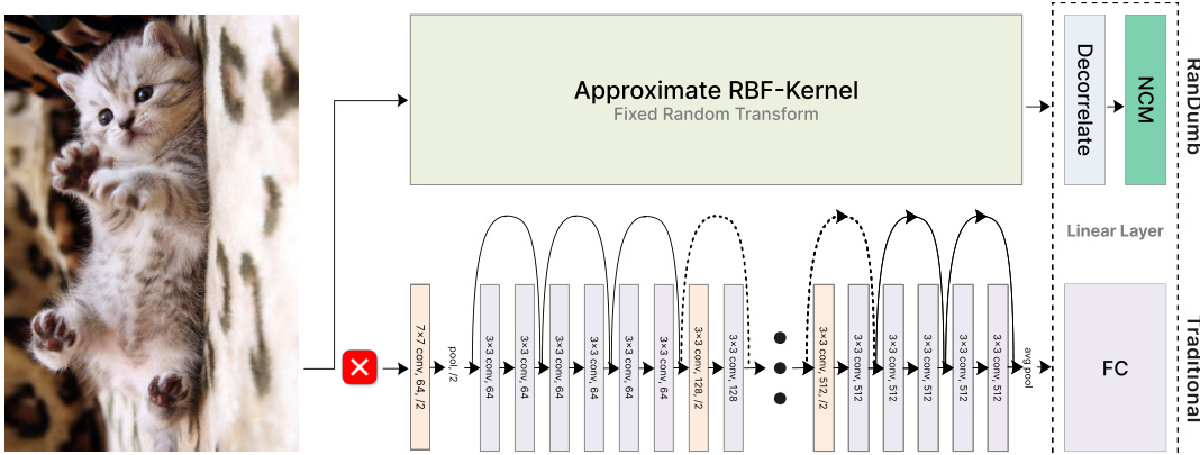 Approximate RBF-Kernel
Fixed Random Transform
Decorrelate
NCM
RanDumb
Linear Layer
7×7 conv, 64, /2
pool, /2
3×3 conv, 64
3×3 conv, 64
3×3 conv, 64
3×3 conv, 64
3×3 conv, 64
3×3 conv, 64
3×3 conv, 128, /2
3×3 conv, 128
3×3 conv, 512, /2
3×3 conv, 512
3×3 conv, 512
3×3 conv, 512
3×3 conv, 512
avg pool
FC
Traditional